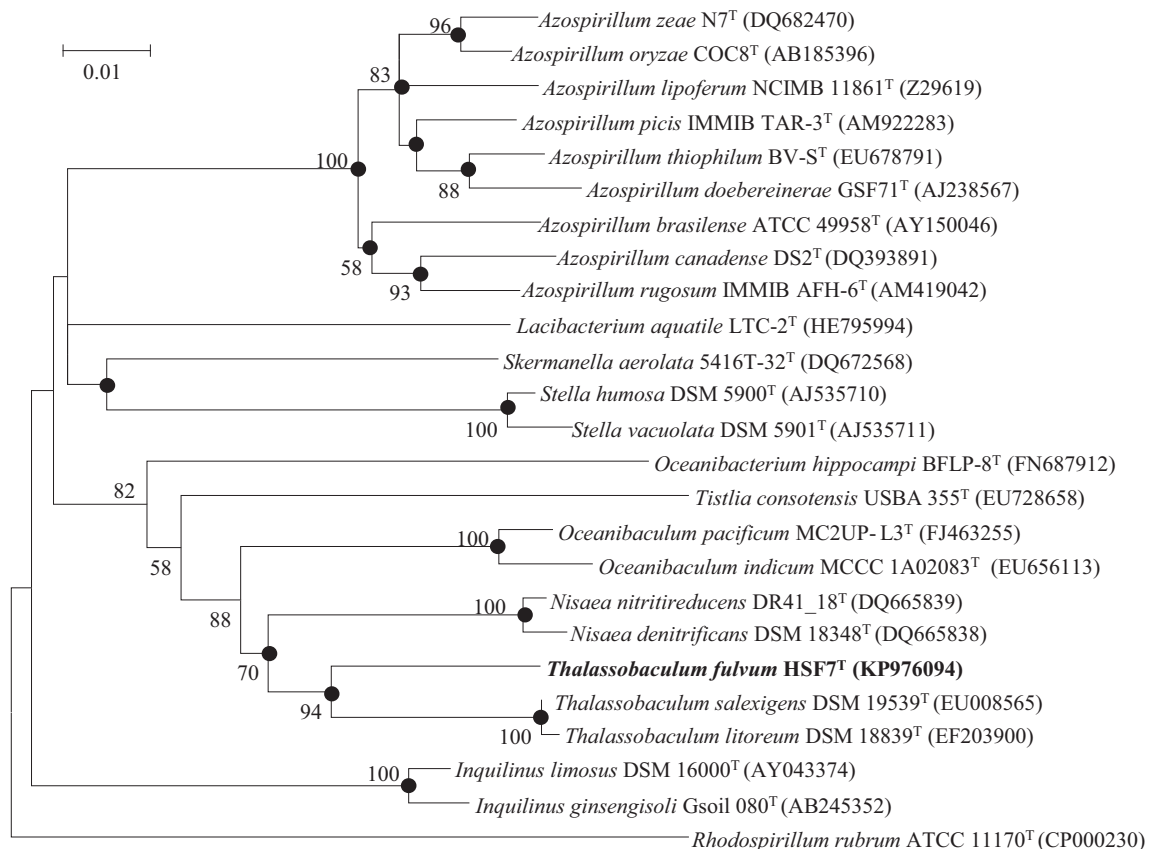 96
Azospirillum zeae N7T (DQ682470)
Azospirillum oryzae COC8T (AB185396)
0.01
83
Azospirillum lipoferum NCIMB 11861T (Z29619)
Azospirillum picis IMMIB TAR-3T (AM922283)
100
Azospirillum thiophilum BV-ST (EU678791)
88
Azospirillum doebereinerae GSF71T (AJ238567)
Azospirillum brasilense ATCC 49958T (AY150046)
58
Azospirillum canadense DS2T (DQ393891)
93
Azospirillum rugosum IMMIB AFH-6T (AM419042)
Lacibacterium aquatile LTC-2T (HE795994)
Skermanella aerolata 5416T-32T (DQ672568)
Stella humosa DSM 5900T (AJ535710)
100
Stella vacuolata DSM 5901T (AJ535711)
Oceanibacterium hippocampi BFLP-8T (FN687912)
82
Tistlia consotensis USBA 355T (EU728658)
100
Oceanibaculum pacificum MC2UP- L3T (FJ463255)
58
Oceanibaculum indicum MCCC 1A02083T (EU656113)
100
Nisaea nitritireducens DR41_18T (DQ665839)
88
Nisaea denitrificans DSM 18348T (DQ665838)
70
Thalassobaculum fulvum HSF7T (KP976094)
94
Thalassobaculum salexigens DSM 19539T (EU008565)
100
Thalassobaculum litoreum DSM 18839T (EF203900)
100
Inquilinus limosus DSM 16000T (AY043374)
Inquilinus ginsengisoli Gsoil 080T (AB245352)
Rhodospirillum rubrum ATCC 11170T (CP000230)